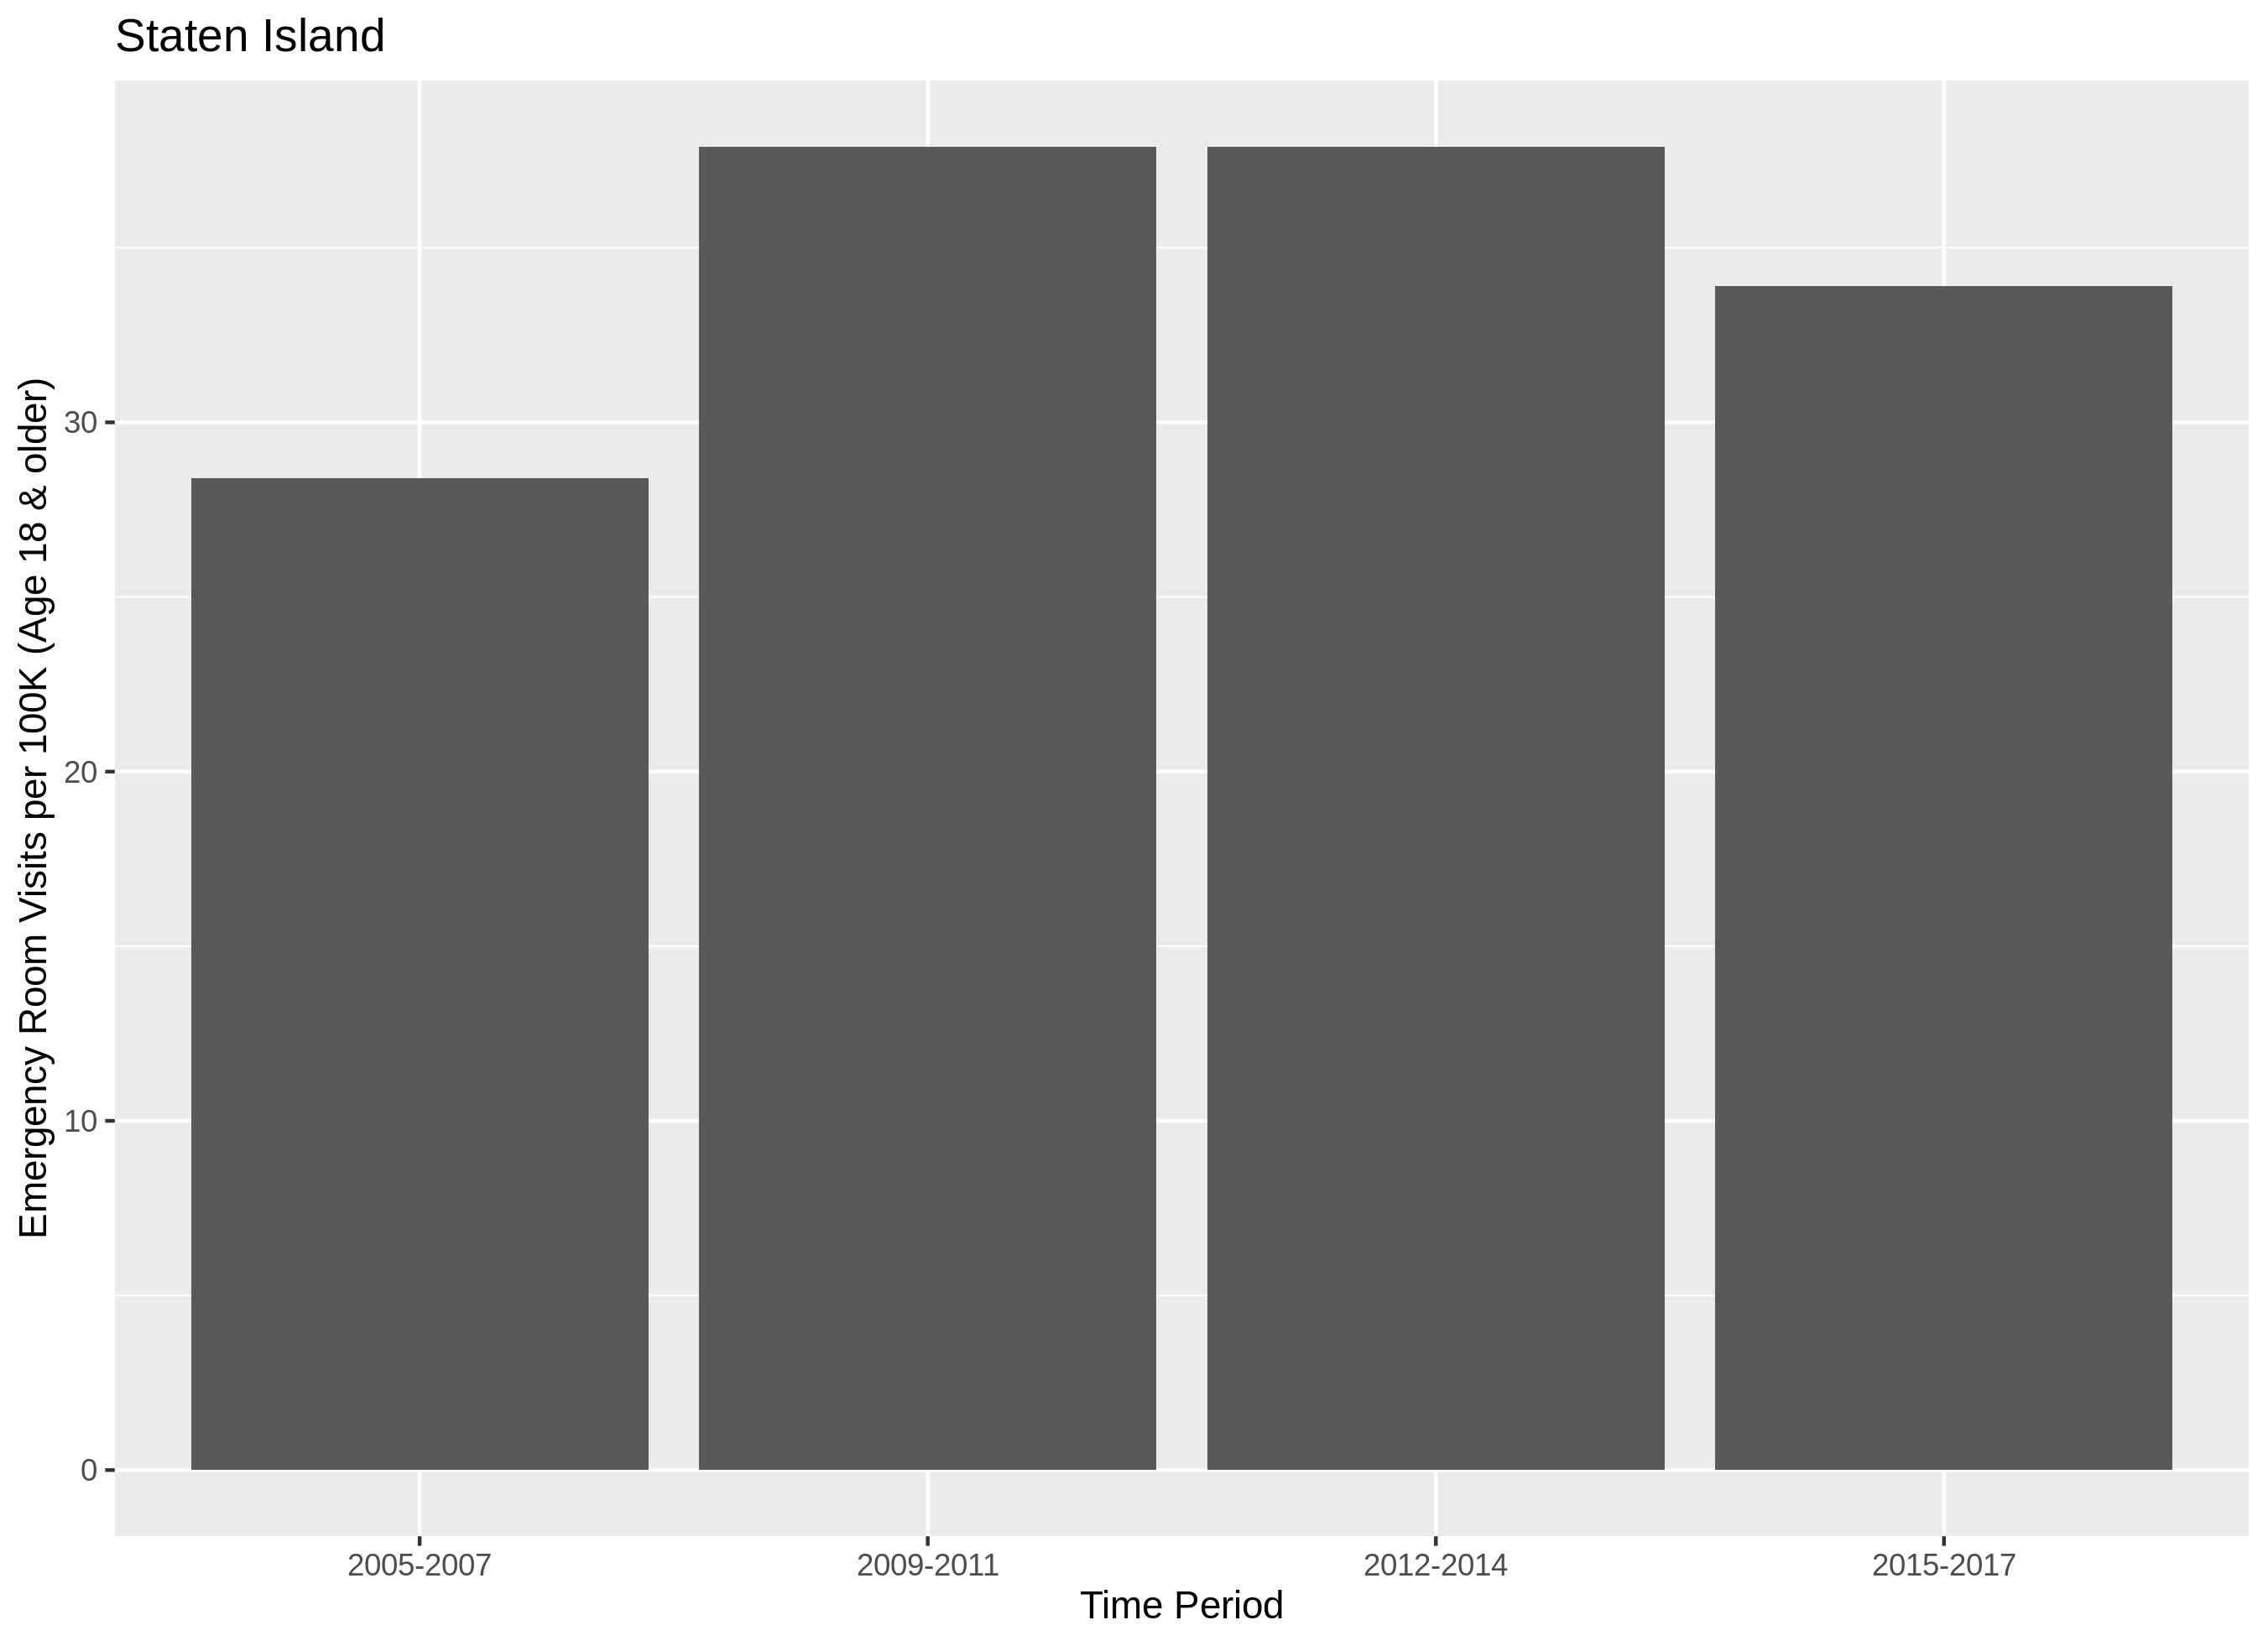 Staten Island
Emergency Room Visits per 100K (Age 18 & older)
30
20
10
0
2005-2007 2009-2011 2012-2014 2015-2017
Time Period